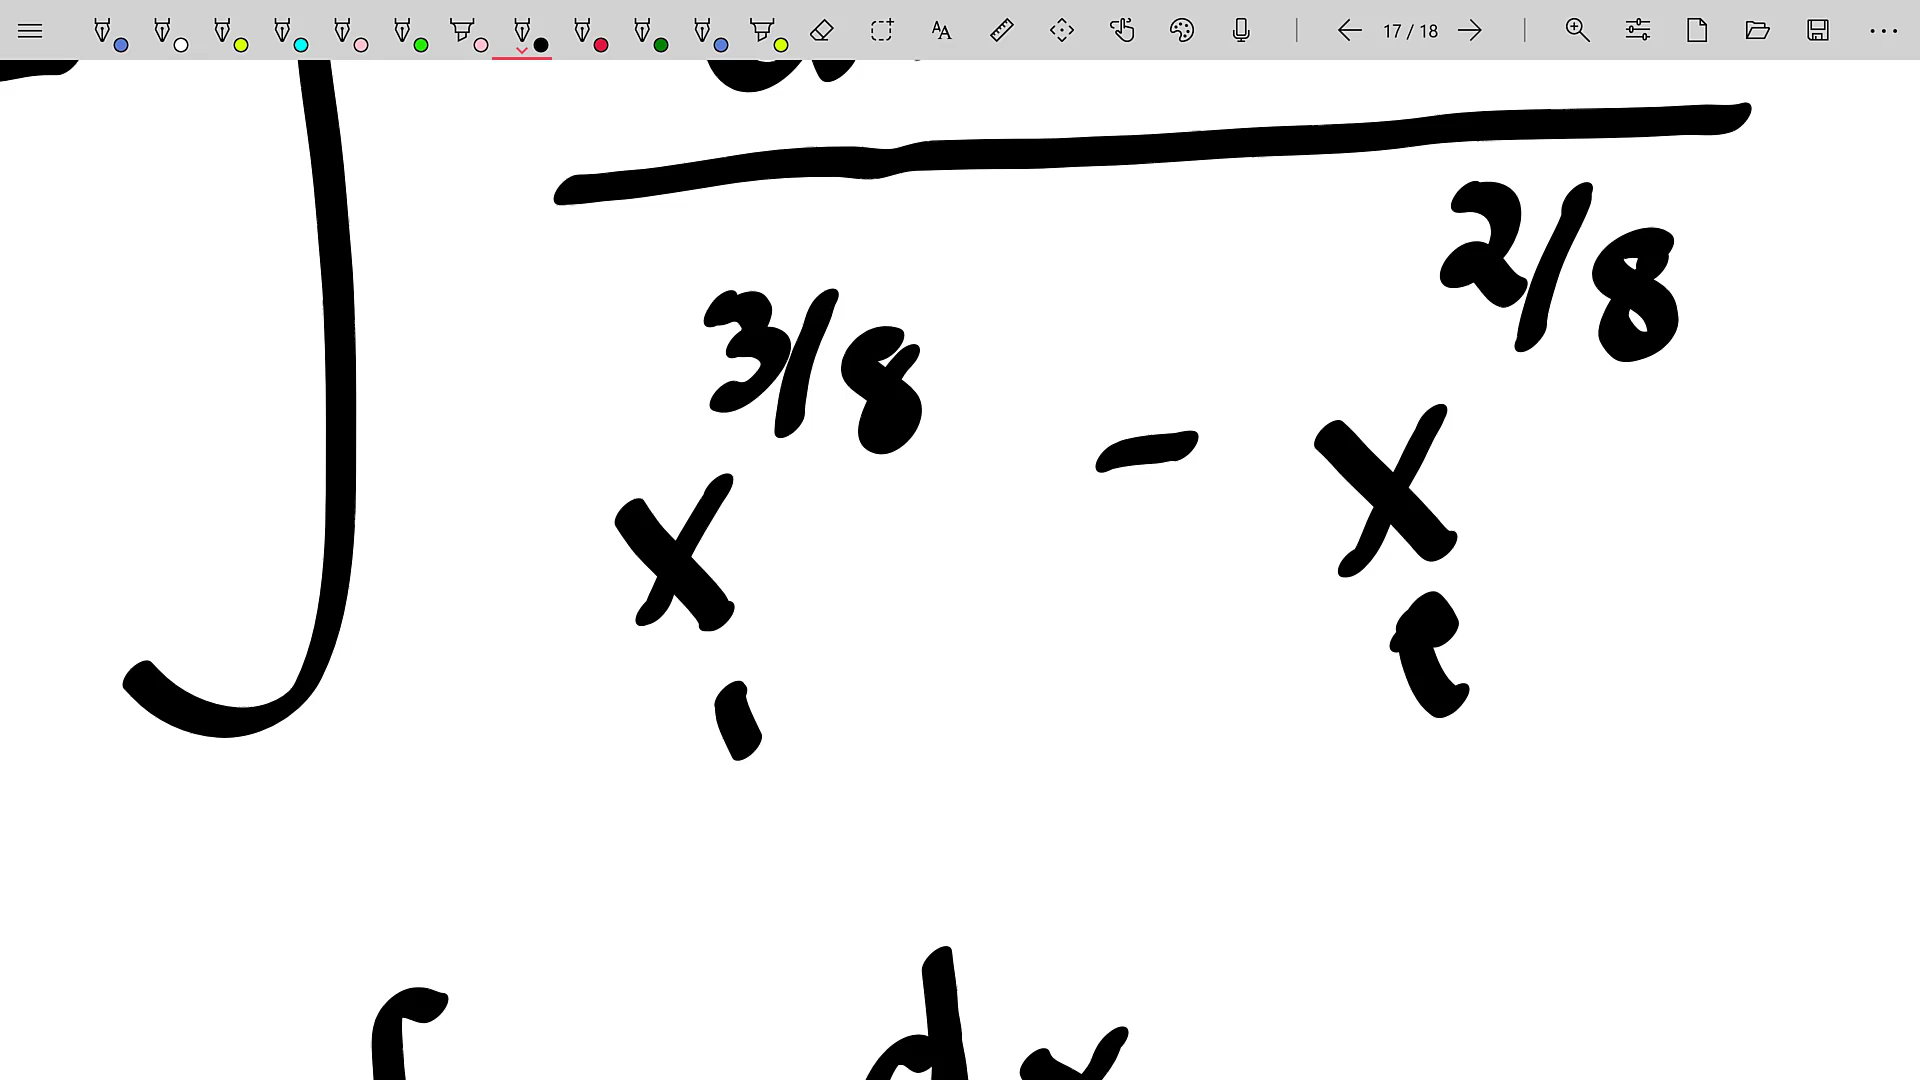 17 / 18
∫
x^{3/8} - x^{2/8}
∫ dx